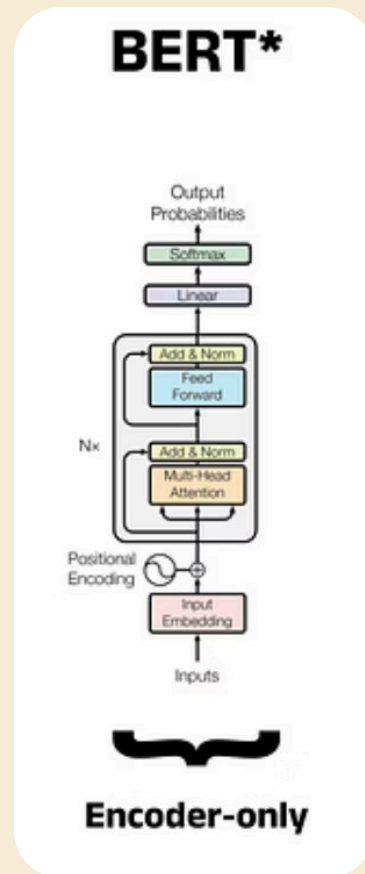 BERT*
Output
Probabilities
Softmax
Linear
Add & Norm
Feed
Forward
Nx
Add & Norm
Multi-Head
Attention
Positional
Encoding
Input
Embedding
Inputs
Encoder-only